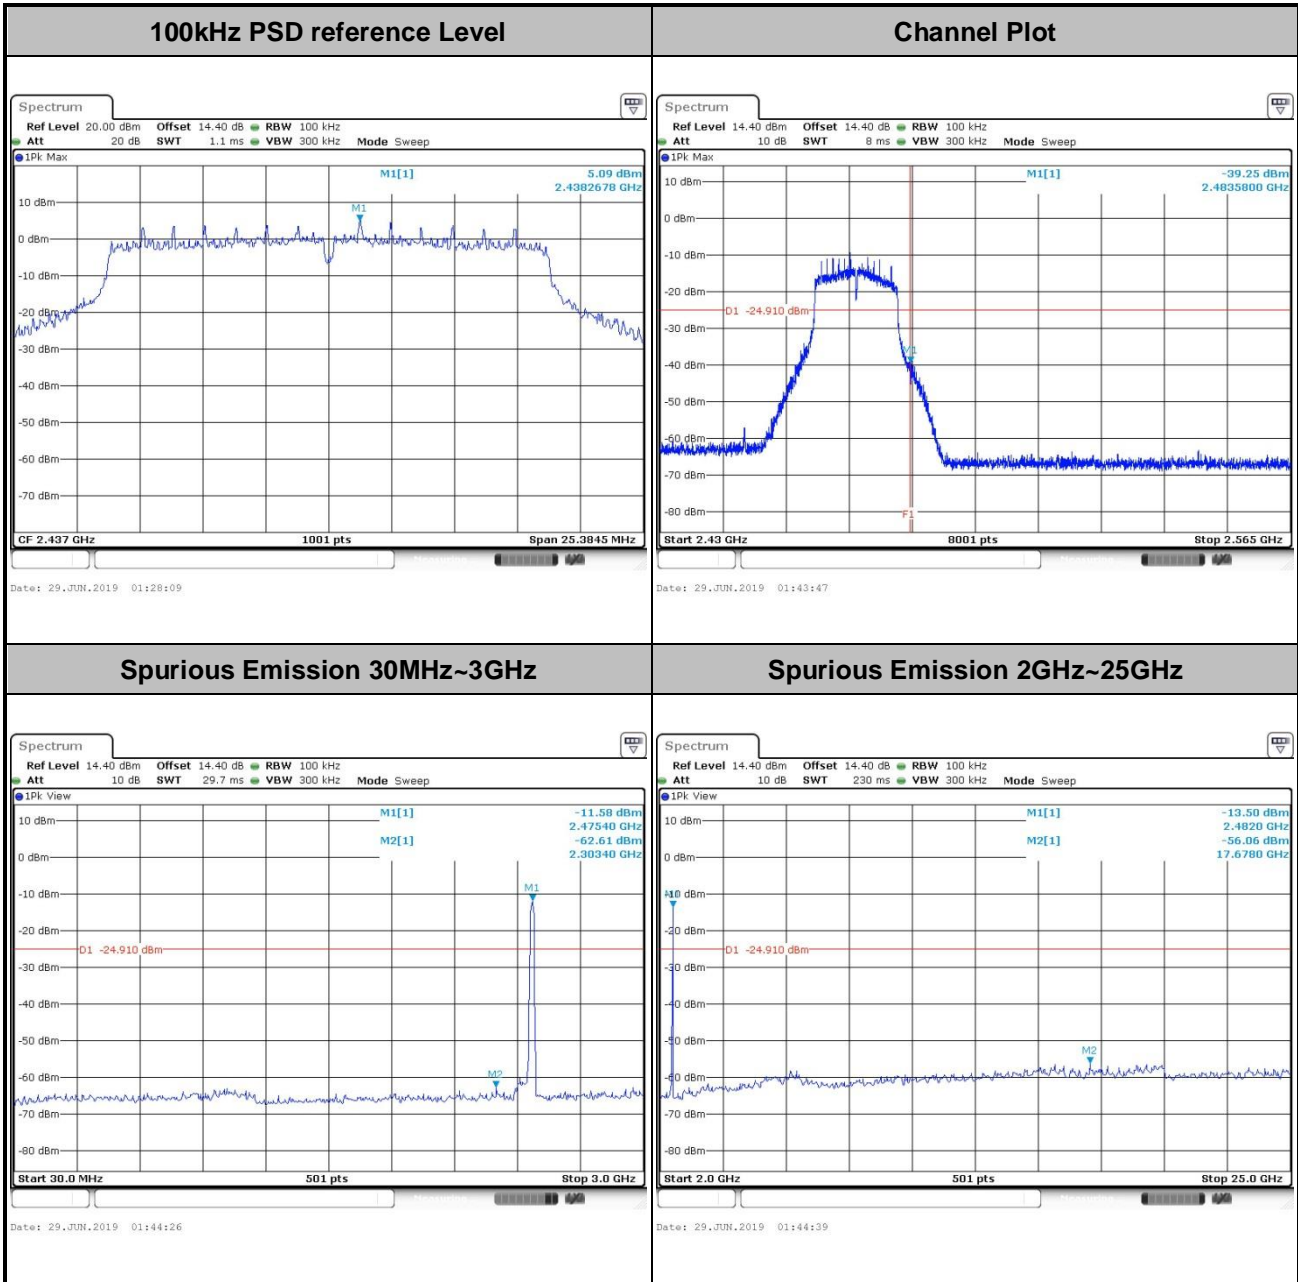 100kHz PSD reference Level
Channel Plot
Spectrum
Ref Level 20.00 dBm Offset 14.40 dB RBW 100 kHz
Att 20 dB SWT 1.1 ms VBW 300 kHz Mode Sweep
1Pk Max
M1[1] 5.09 dBm
2.4382678 GHz
M1
10 dBm
0 dBm
-10 dBm
-20 dBm
-30 dBm
-40 dBm
-50 dBm
-60 dBm
-70 dBm
CF 2.437 GHz 1001 pts Span 25.3845 MHz
Date: 29.JUN.2019 01:28:09
Spectrum
Ref Level 14.40 dBm Offset 14.40 dB RBW 100 kHz
Att 10 dB SWT 8 ms VBW 300 kHz Mode Sweep
1Pk Max
M1[1] -39.25 dBm
2.4835800 GHz
10 dBm
0 dBm
-10 dBm
-20 dBm
D1 -24.910 dBm
-30 dBm
M1
-40 dBm
-50 dBm
-60 dBm
-70 dBm
-80 dBm
F1
Start 2.43 GHz 8001 pts Stop 2.565 GHz
Date: 29.JUN.2019 01:43:47
Spurious Emission 30MHz~3GHz
Spurious Emission 2GHz~25GHz
Spectrum
Ref Level 14.40 dBm Offset 14.40 dB RBW 100 kHz
Att 10 dB SWT 29.7 ms VBW 300 kHz Mode Sweep
1Pk View
M1[1] -11.58 dBm
2.47540 GHz
M2[1] -62.61 dBm
2.30340 GHz
10 dBm
0 dBm
-10 dBm
M1
-20 dBm
D1 -24.910 dBm
-30 dBm
-40 dBm
-50 dBm
-60 dBm
M2
-70 dBm
-80 dBm
Start 30.0 MHz 501 pts Stop 3.0 GHz
Date: 29.JUN.2019 01:44:26
Spectrum
Ref Level 14.40 dBm Offset 14.40 dB RBW 100 kHz
Att 10 dB SWT 230 ms VBW 300 kHz Mode Sweep
1Pk View
M1[1] -13.50 dBm
2.4820 GHz
M2[1] -56.06 dBm
17.6780 GHz
10 dBm
0 dBm
-10 dBm
M1
-20 dBm
D1 -24.910 dBm
-30 dBm
-40 dBm
-50 dBm
M2
-60 dBm
-70 dBm
-80 dBm
Start 2.0 GHz 501 pts Stop 25.0 GHz
Date: 29.JUN.2019 01:44:39